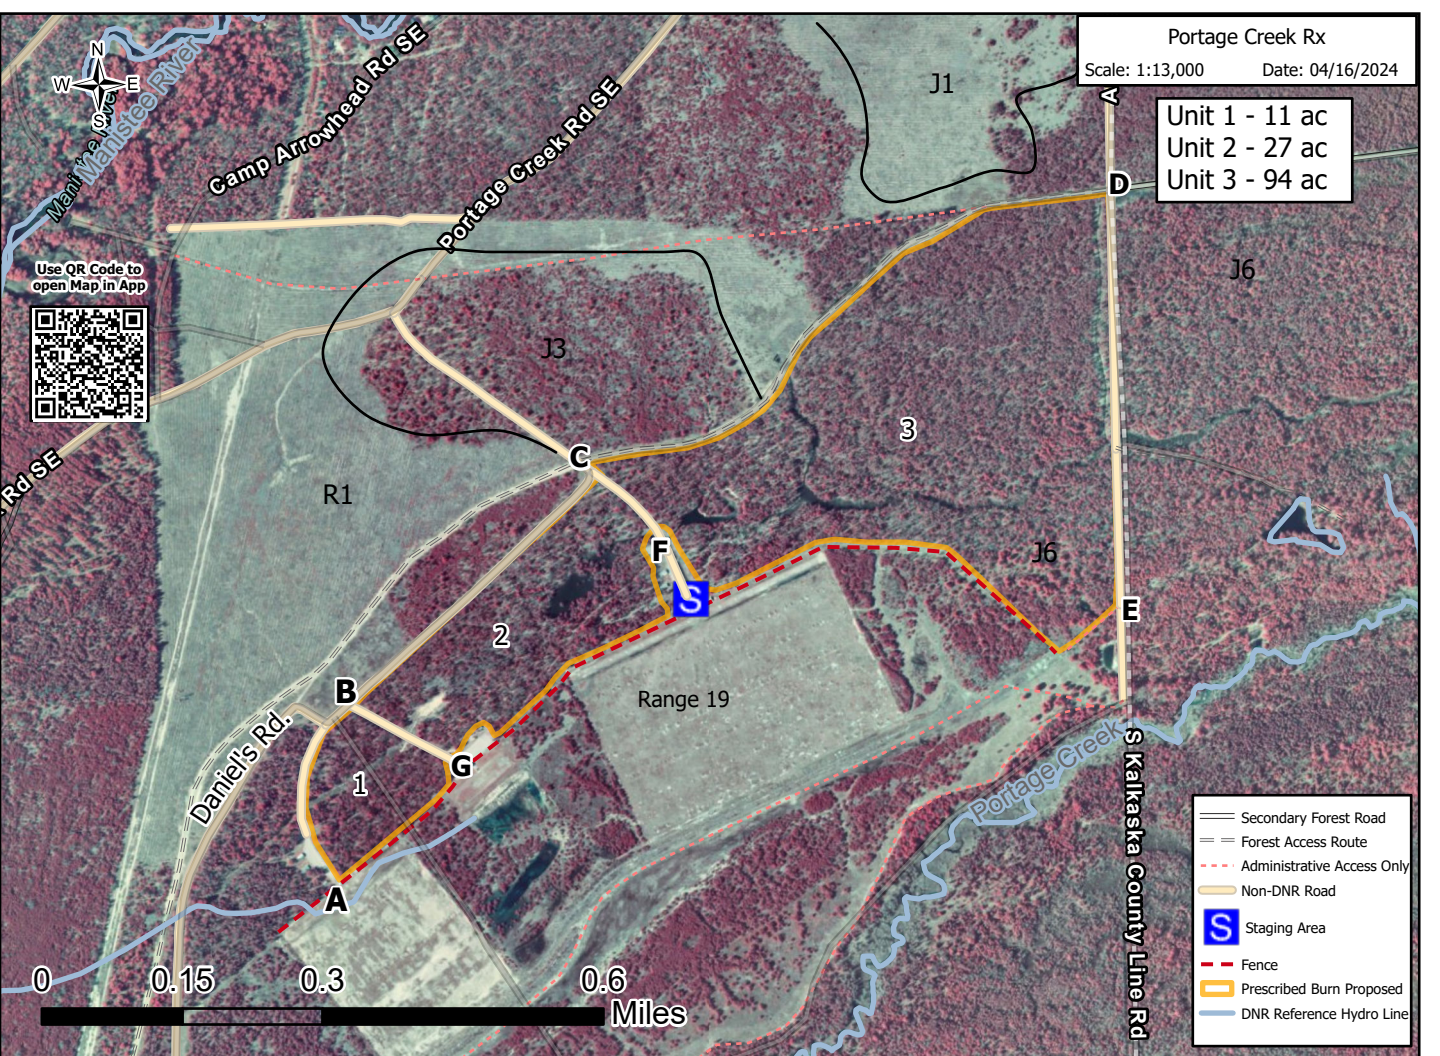 Portage Creek Rx
Scale: 1:13,000 Date: 04/16/2024
Unit 1 - 11 ac
Unit 2 - 27 ac
Unit 3 - 94 ac
N
W E
S
Manistee River
Manistee River
Camp Arrowhead Rd SE
Portage Creek Rd SE
J1
A
D
J6
Use QR Code to
open Map in App
J3
3
C
Rd SE
R1
F
J6
S
E
2
B
Range 19
Daniel's Rd.
G
1
Portage Creek
S Kalkaska County Line Rd
A
0 0.15 0.3 0.6
Miles
Secondary Forest Road
Forest Access Route
Administrative Access Only
Non-DNR Road
S Staging Area
Fence
Prescribed Burn Proposed
DNR Reference Hydro Line